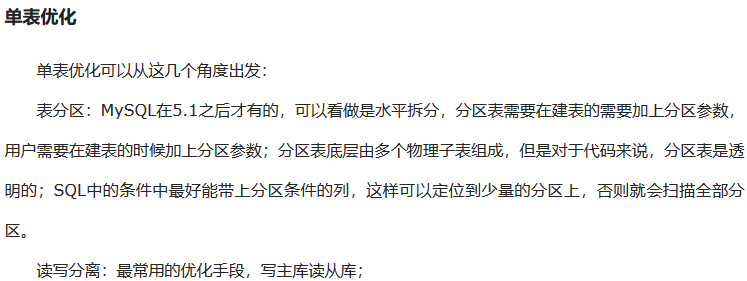 单表优化
单表优化可以从这几个角度出发：
表分区：MySQL在5.1之后才有的，可以看做是水平拆分，分区表需要在建表的需要加上分区参数，
用户需要在建表的时候加上分区参数；分区表底层由多个物理子表组成，但是对于代码来说，分区表是透
明的；SQL中的条件中最好能带上分区条件的列，这样可以定位到少量的分区上，否则就会扫描全部分
区。
读写分离：最常用的优化手段，写主库读从库；